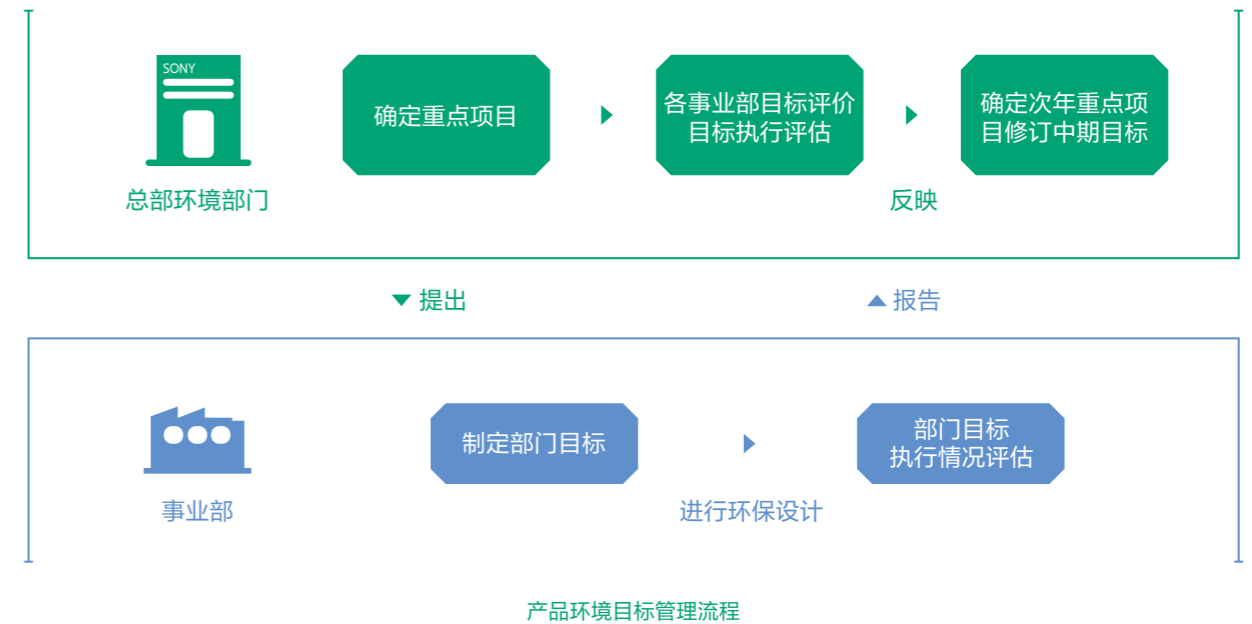 SONY
总部环境部门
确定重点项目
各事业部目标评价
目标执行评估
确定次年重点项
目修订中期目标
反映
提出
报告
事业部
制定部门目标
进行环保设计
部门目标
执行情况评估
产品环境目标管理流程